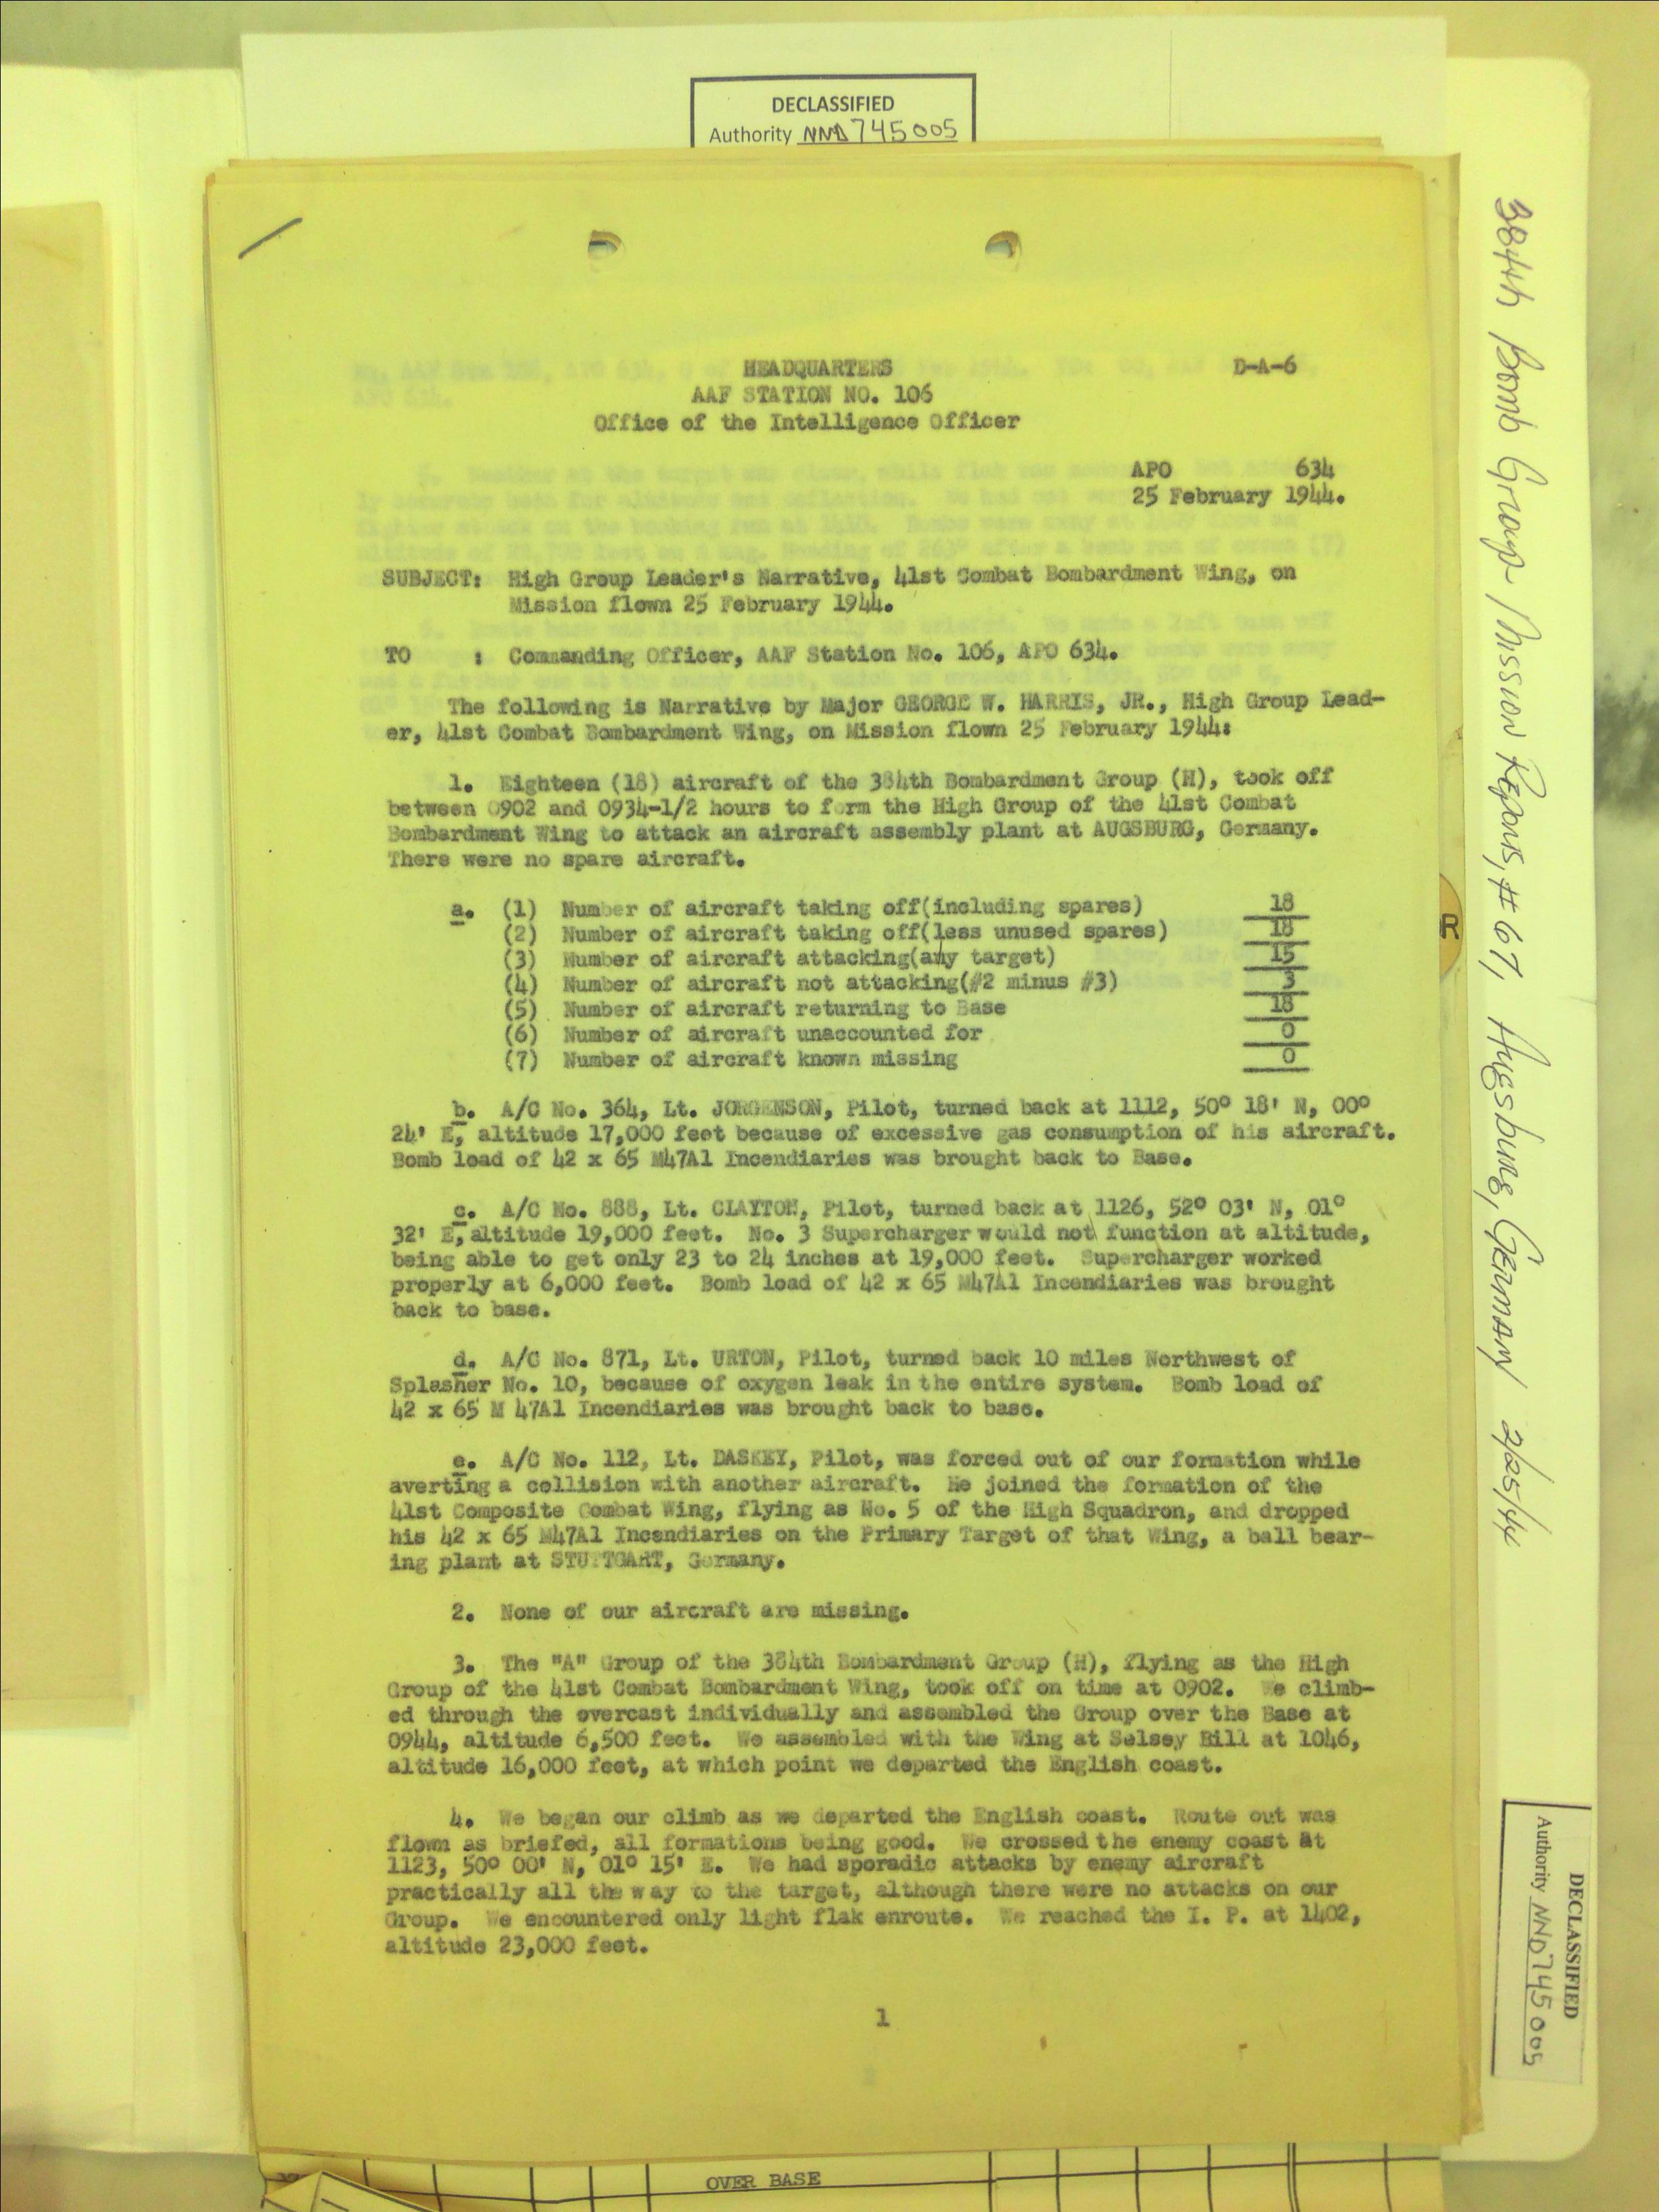 DECLASSIFIED
Authority NND 745005
HEADQUARTERS D-A-6
AAF STATION NO. 106
Office of the Intelligence Officer
APO 634
25 February 1944.
SUBJECT: High Group Leader's Narrative, 41st Combat Bombardment Wing, on
Mission flown 25 February 1944.
TO : Commanding Officer, AAF Station No. 106, APO 634.
The following is Narrative by Major GEORGE W. HARRIS, JR., High Group Lead-
er, 41st Combat Bombardment Wing, on Mission flown 25 February 1944:
1. Eighteen (18) aircraft of the 384th Bombardment Group (H), took off
between 0902 and 0934-1/2 hours to form the High Group of the 41st Combat
Bombardment Wing to attack an aircraft assembly plant at AUGSBURG, Germany.
There were no spare aircraft.
a. (1) Number of aircraft taking off(including spares) 18
(2) Number of aircraft taking off(less unused spares) 18
(3) Number of aircraft attacking(any target) 15
(4) Number of aircraft not attacking(#2 minus #3) 3
(5) Number of aircraft returning to Base 18
(6) Number of aircraft unaccounted for 0
(7) Number of aircraft known missing 0
b. A/C No. 364, Lt. JORGENSON, Pilot, turned back at 1112, 50° 18' N, 00°
24' E, altitude 17,000 feet because of excessive gas consumption of his aircraft.
Bomb load of 42 x 65 M47A1 Incendiaries was brought back to Base.
c. A/C No. 888, Lt. CLAYTON, Pilot, turned back at 1126, 52° 03' N, 01°
32' E, altitude 19,000 feet. No. 3 Supercharger would not function at altitude,
being able to get only 23 to 24 inches at 19,000 feet. Supercharger worked
properly at 6,000 feet. Bomb load of 42 x 65 M47A1 Incendiaries was brought
back to base.
d. A/C No. 871, Lt. URTON, Pilot, turned back 10 miles Northwest of
Splasher No. 10, because of oxygen leak in the entire system. Bomb load of
42 x 65 M 47A1 Incendiaries was brought back to base.
e. A/C No. 112, Lt. DASKEY, Pilot, was forced out of our formation while
averting a collision with another aircraft. He joined the formation of the
41st Composite Combat Wing, flying as No. 5 of the High Squadron, and dropped
his 42 x 65 M47A1 Incendiaries on the Primary Target of that Wing, a ball bear-
ing plant at STUTTGART, Germany.
2. None of our aircraft are missing.
3. The "A" Group of the 384th Bombardment Group (H), flying as the High
Group of the 41st Combat Bombardment Wing, took off on time at 0902. We climb-
ed through the overcast individually and assembled the Group over the Base at
0944, altitude 6,500 feet. We assembled with the Wing at Selsey Bill at 1046,
altitude 16,000 feet, at which point we departed the English coast.
4. We began our climb as we departed the English coast. Route out was
flown as briefed, all formations being good. We crossed the enemy coast at
1123, 50° 00' N, 01° 15' E. We had sporadic attacks by enemy aircraft
practically all the way to the target, although there were no attacks on our
Group. We encountered only light flak enroute. We reached the I. P. at 1402,
altitude 23,000 feet.
1
OVER BASE
R
384th Bomb Group Mission Reports, # 67, Augsburg, Germany 2/25/44
DECLASSIFIED
Authority NND 745005